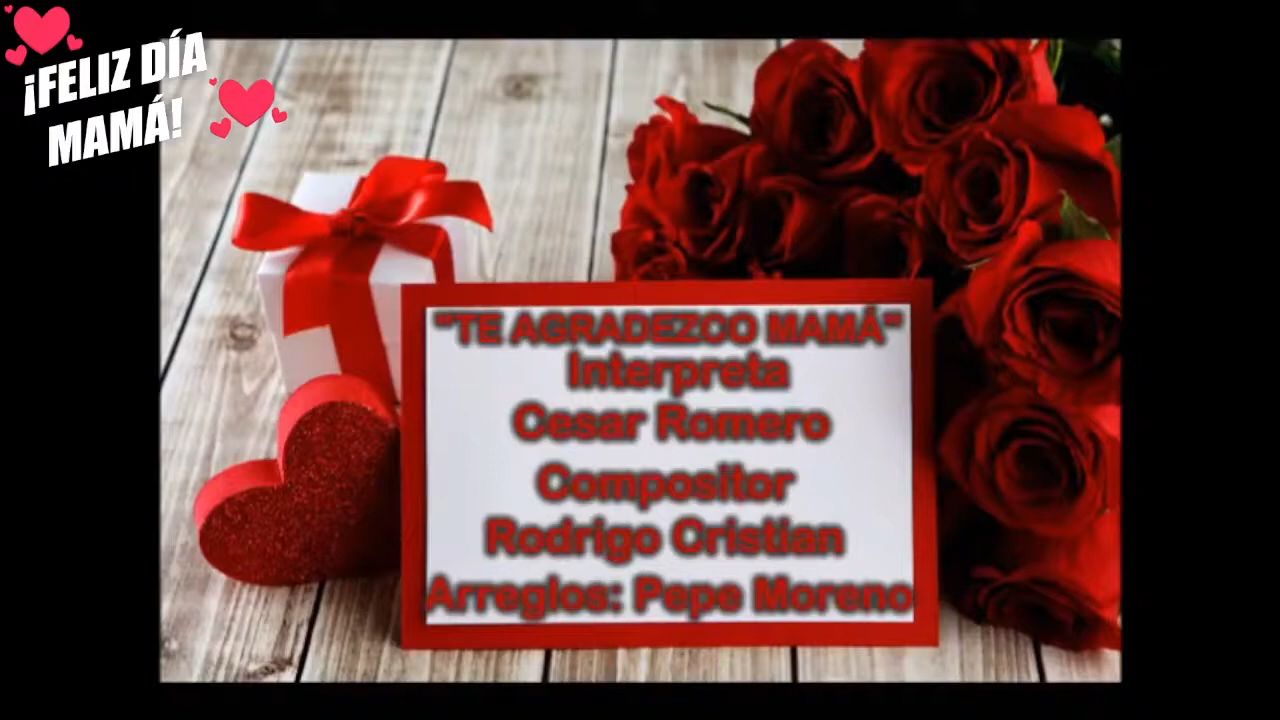 ¡FELIZ DÍA
MAMÁ!
"TE AGRADEZCO MAMÁ"
Interpreta
Cesar Romero
Compositor
Rodrigo Cristian
Arreglos: Pepe Moreno